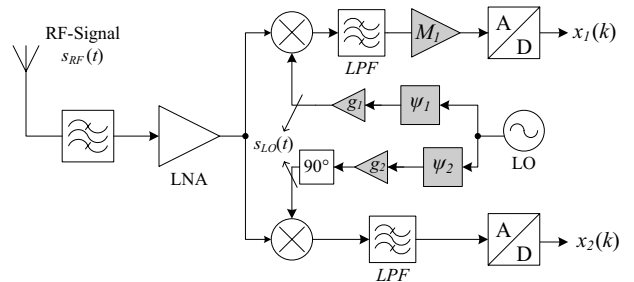 RF-Signal
s_RF(t)
LNA
LPF
M_1
A
D
x_1(k)
g_1
ψ_1
s_LO(t)
LO
90°
g_2
ψ_2
LPF
A
D
x_2(k)